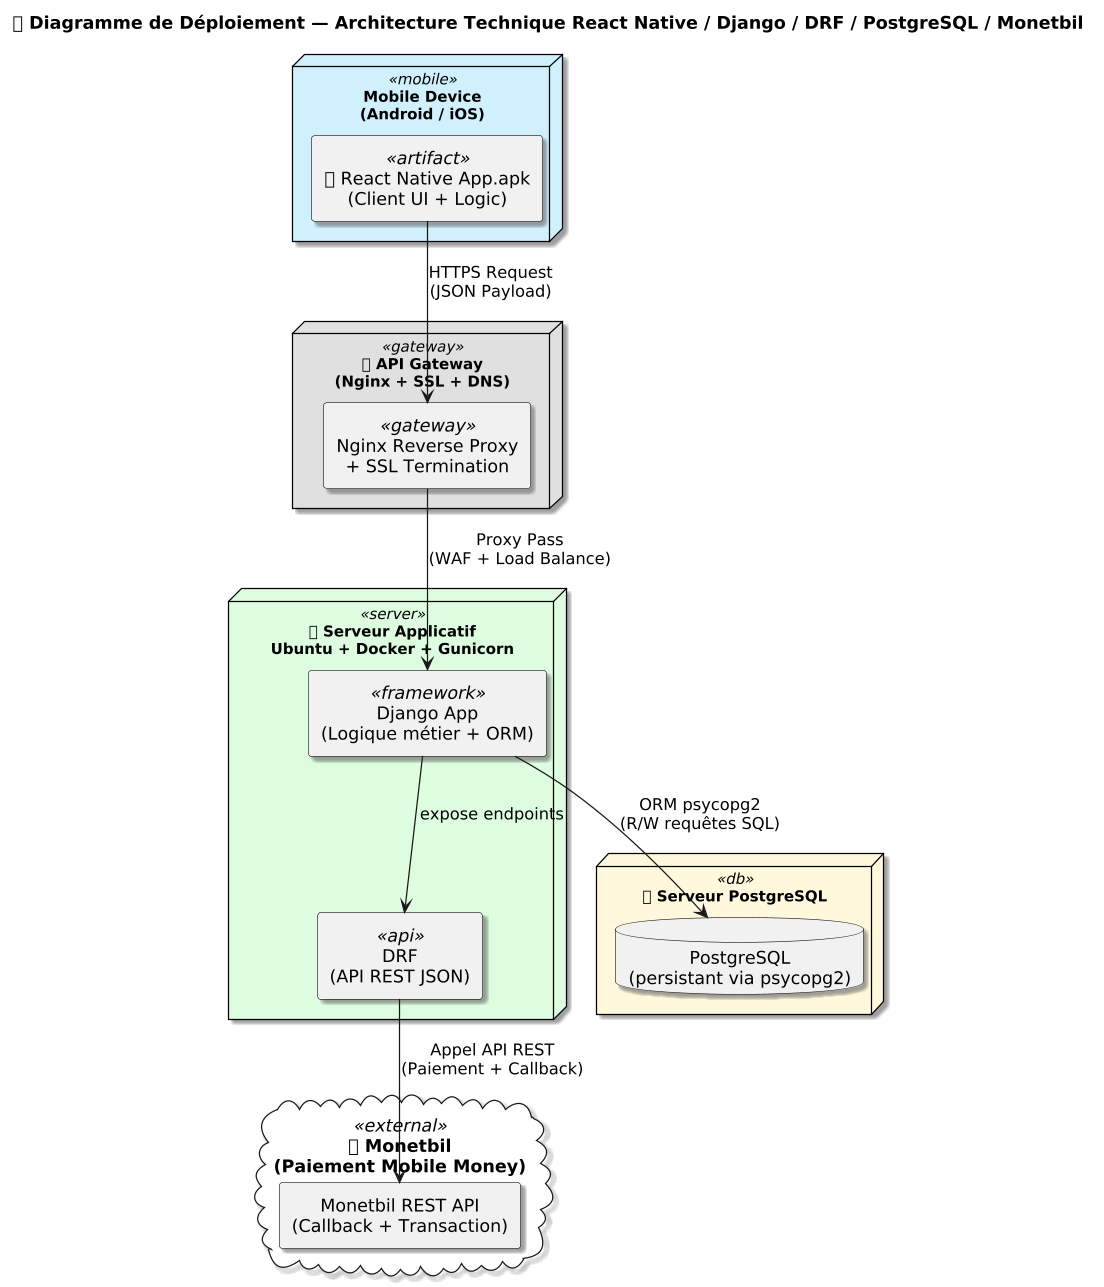 Diagramme de Déploiement — Architecture Technique React Native / Django / DRF / PostgreSQL / Monetbil
«mobile»
Mobile Device
(Android / iOS)
«artifact»
React Native App.apk
(Client UI + Logic)
HTTPS Request
(JSON Payload)
«gateway»
API Gateway
(Nginx + SSL + DNS)
«gateway»
Nginx Reverse Proxy
+ SSL Termination
Proxy Pass
(WAF + Load Balance)
«server»
Serveur Applicatif
Ubuntu + Docker + Gunicorn
«framework»
Django App
(Logique métier + ORM)
expose endpoints
ORM psycopg2
(R/W requêtes SQL)
«db»
Serveur PostgreSQL
PostgreSQL
(persistant via psycopg2)
«api»
DRF
(API REST JSON)
Appel API REST
(Paiement + Callback)
«external»
Monetbil
(Paiement Mobile Money)
Monetbil REST API
(Callback + Transaction)